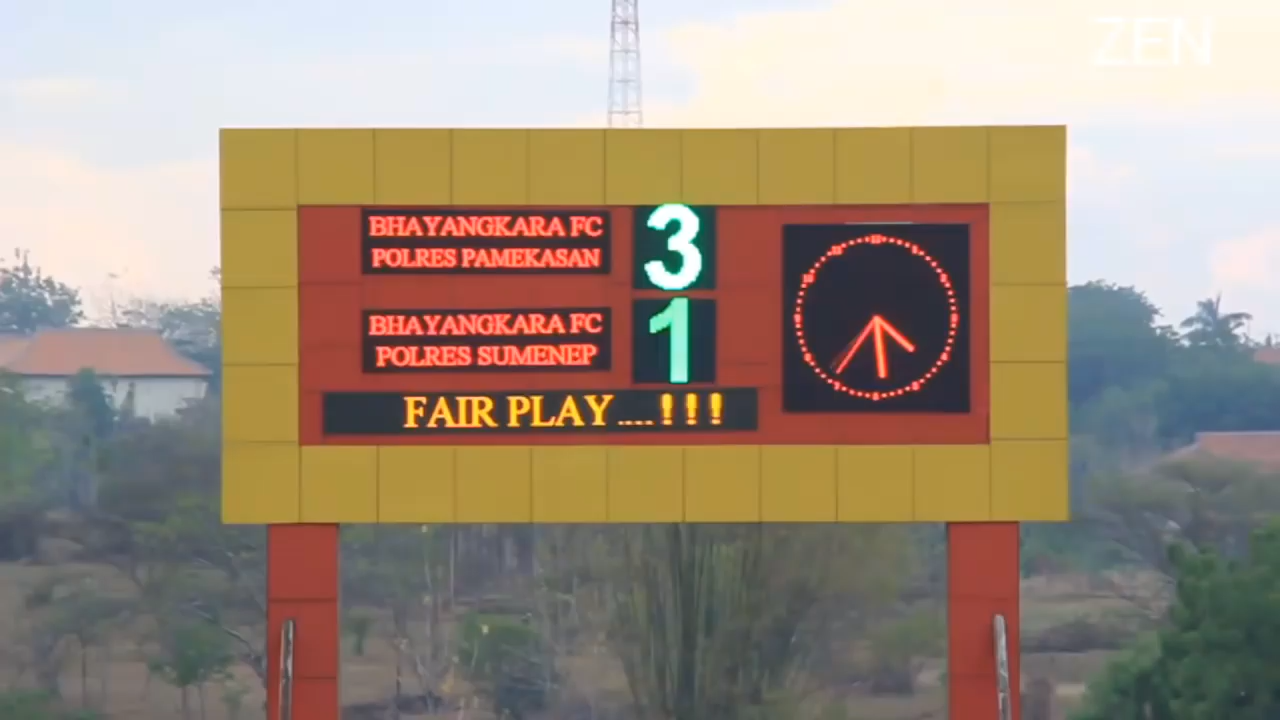 ZEN
BHAYANGKARA FC
POLRES PAMEKASAN
3
BHAYANGKARA FC
POLRES SUMENEP
1
FAIR PLAY....!!!